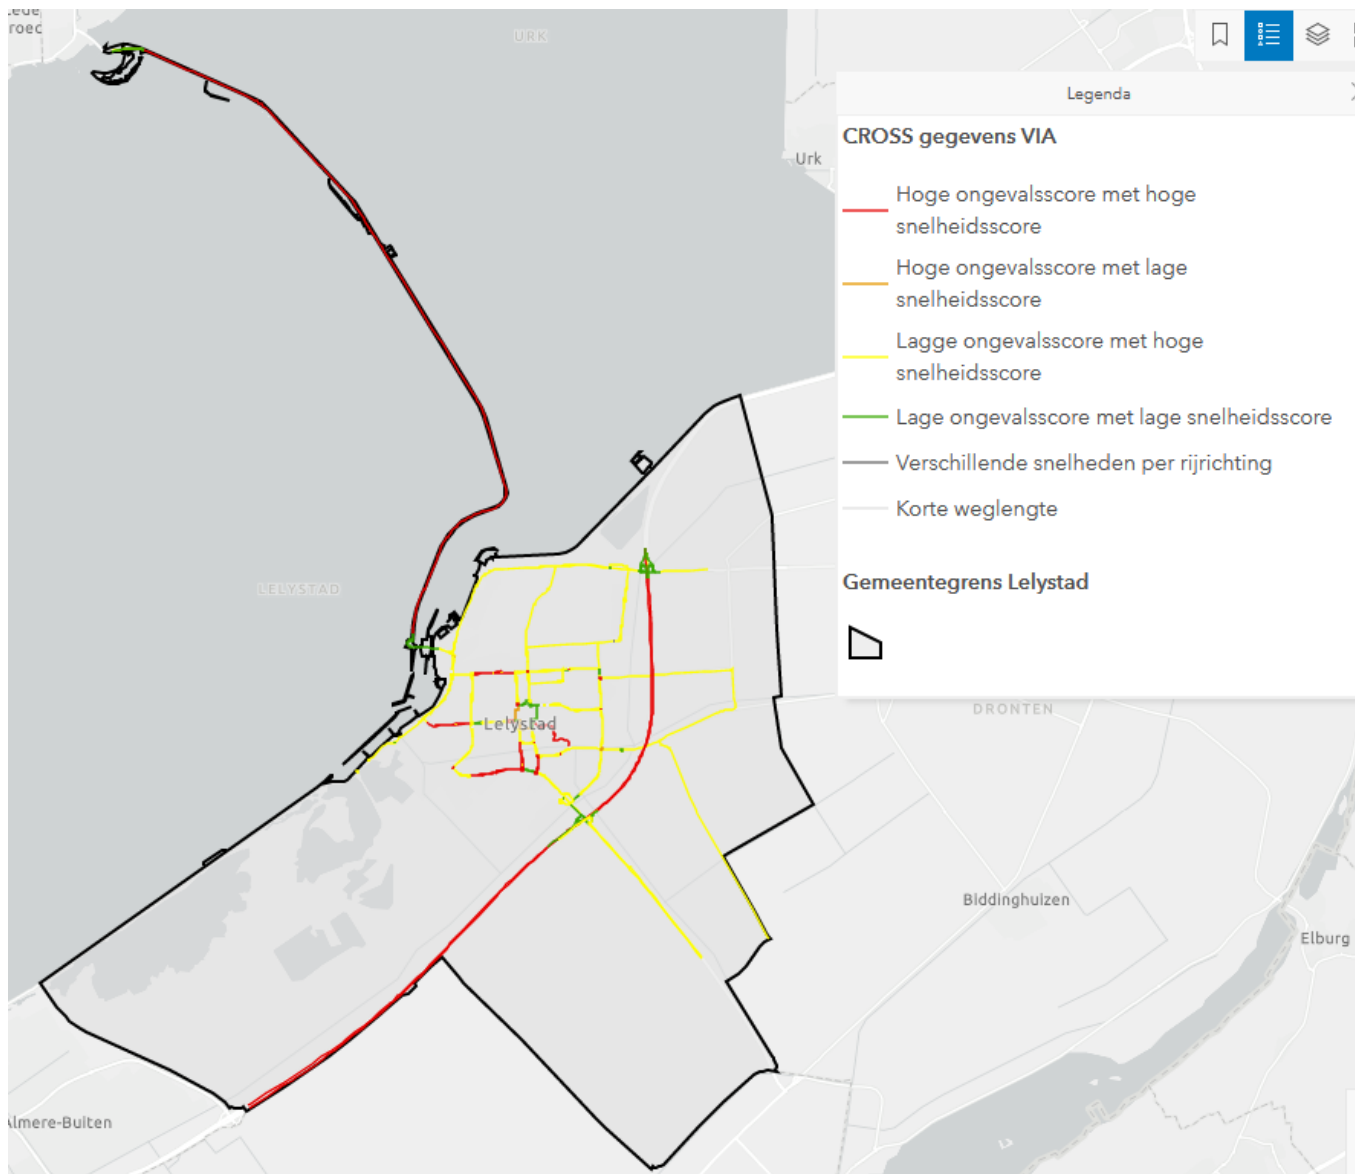 roec
URK
Urk
LELYSTAD
Lelystad
Legenda
CROSS gegevens VIA
Hoge ongevalsscore met hoge
snelheidsscore
Hoge ongevalsscore met lage
snelheidsscore
Lagge ongevalsscore met hoge
snelheidsscore
Lage ongevalsscore met lage snelheidsscore
Verschillende snelheden per rijrichting
Korte weglengte
Gemeentegrens Lelystad
DRONTEN
Biddinghuizen
Elburg
Almere-Buiten